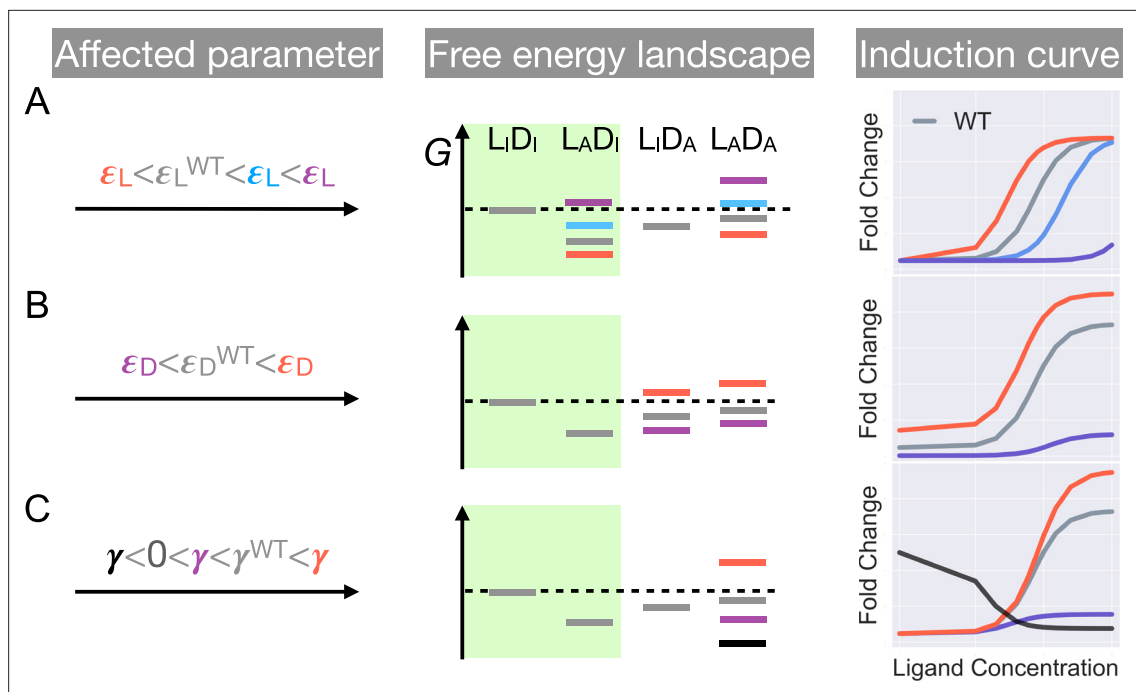 Affected parameter
Free energy landscape
Induction curve
A
εL<εLWT<εL<εL
G
LIDI
LADI
LIDA
LADA
WT
Fold Change
B
εD<εDWT<εD
Fold Change
C
γ<0<γ<γWT<γ
Fold Change
Ligand Concentration